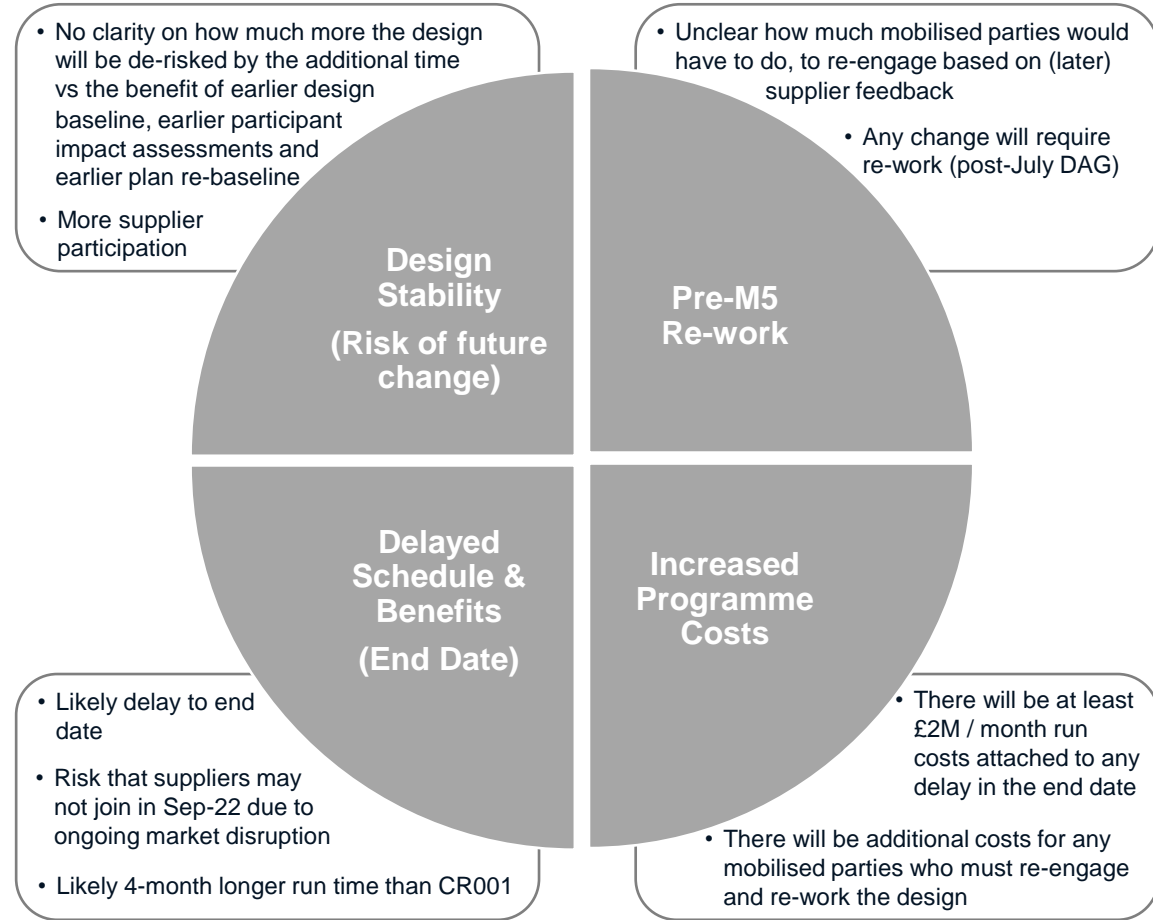 • No clarity on how much more the design
will be de-risked by the additional time
vs the benefit of earlier design
baseline, earlier participant
impact assessments and
earlier plan re-baseline
• More supplier
participation
• Unclear how much mobilised parties would
have to do, to re-engage based on (later)
supplier feedback
• Any change will require
re-work (post-July DAG)
Design
Stability
(Risk of future
change)
Pre-M5
Re-work
Delayed
Schedule &
Benefits
(End Date)
Increased
Programme
Costs
• Likely delay to end
date
• Risk that suppliers may
not join in Sep-22 due to
ongoing market disruption
• Likely 4-month longer run time than CR001
• There will be at least
£2M / month run
costs attached to any
delay in the end date
• There will be additional costs for any
mobilised parties who must re-engage
and re-work the design